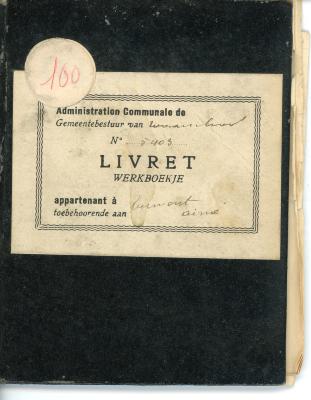 100
Administration Communale de
Gemeentebestuur van
N° 5403
LIVRET
WERKBOEKJE
appartenant à
toebehoorende aan